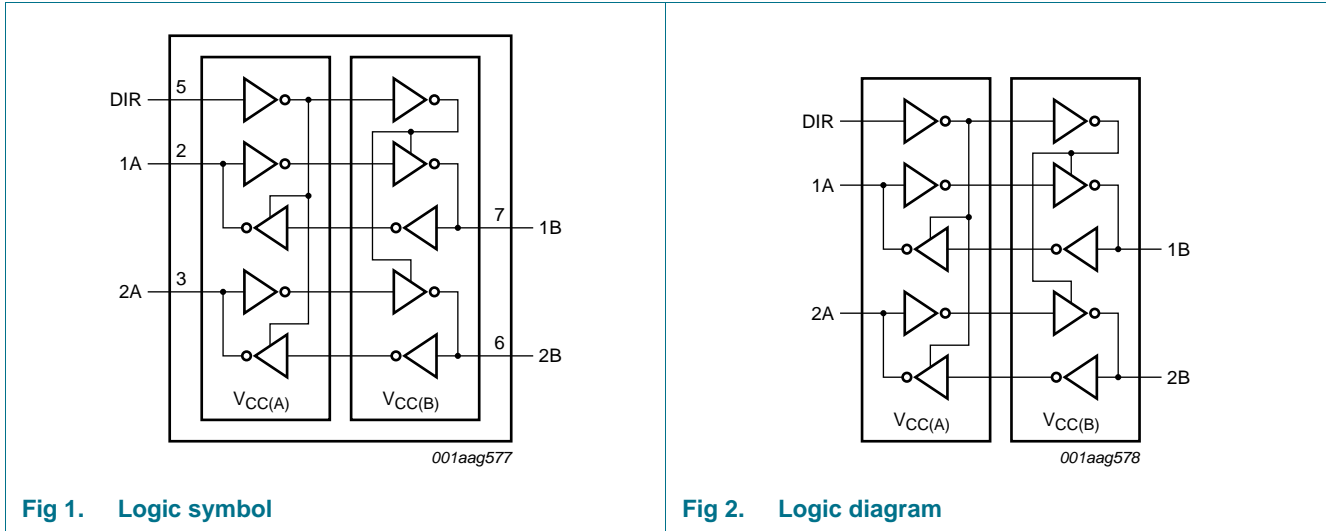 DIR
5
1A
2
7
1B
2A
3
6
2B
VCC(A)
VCC(B)
001aag577
Fig 1. Logic symbol
DIR
1A
1B
2A
2B
VCC(A)
VCC(B)
001aag578
Fig 2. Logic diagram